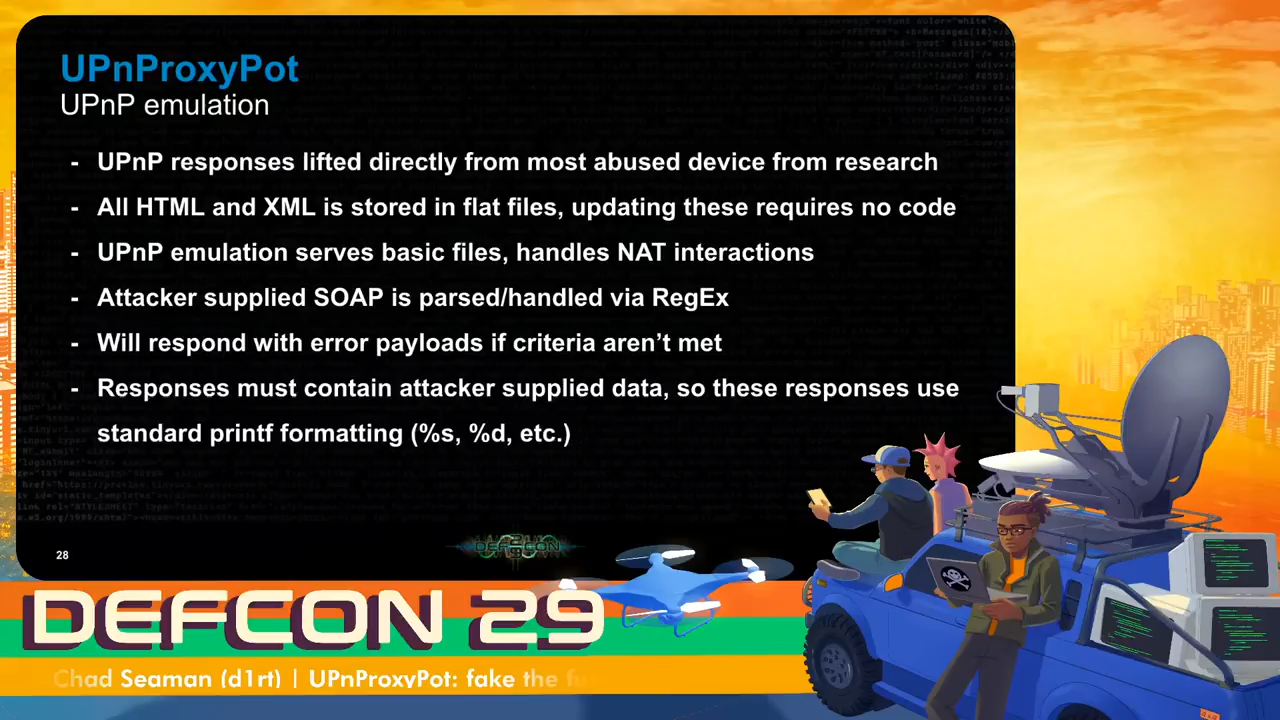 UPnProxyPot
UPnP emulation
- UPnP responses lifted directly from most abused device from research
- All HTML and XML is stored in flat files, updating these requires no code
- UPnP emulation serves basic files, handles NAT interactions
- Attacker supplied SOAP is parsed/handled via RegEx
- Will respond with error payloads if criteria aren’t met
- Responses must contain attacker supplied data, so these responses use
standard printf formatting (%s, %d, etc.)
28
DEFCON
DEFCON 29
Chad Seaman (d1rt) | UPnProxyPot: fake the